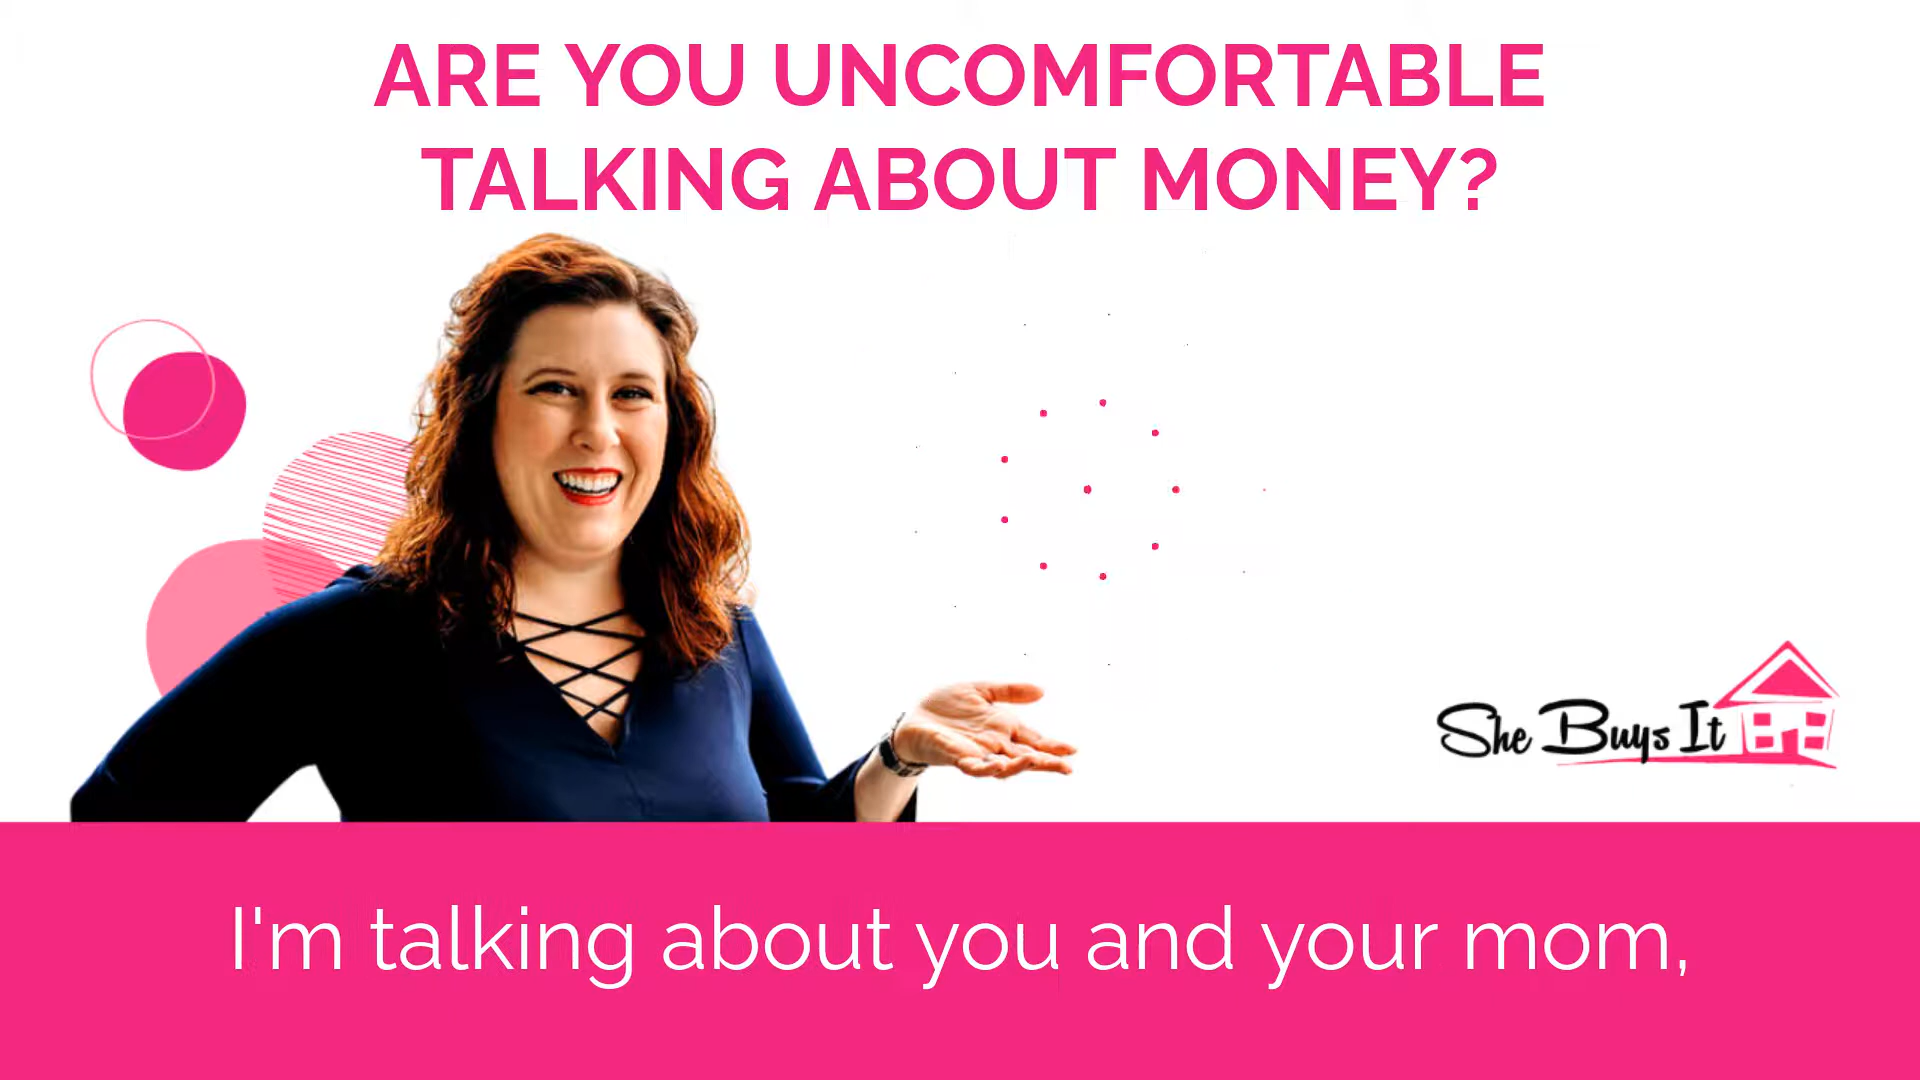 ARE YOU UNCOMFORTABLE
TALKING ABOUT MONEY?
She Buys It
I'm talking about you and your mom,